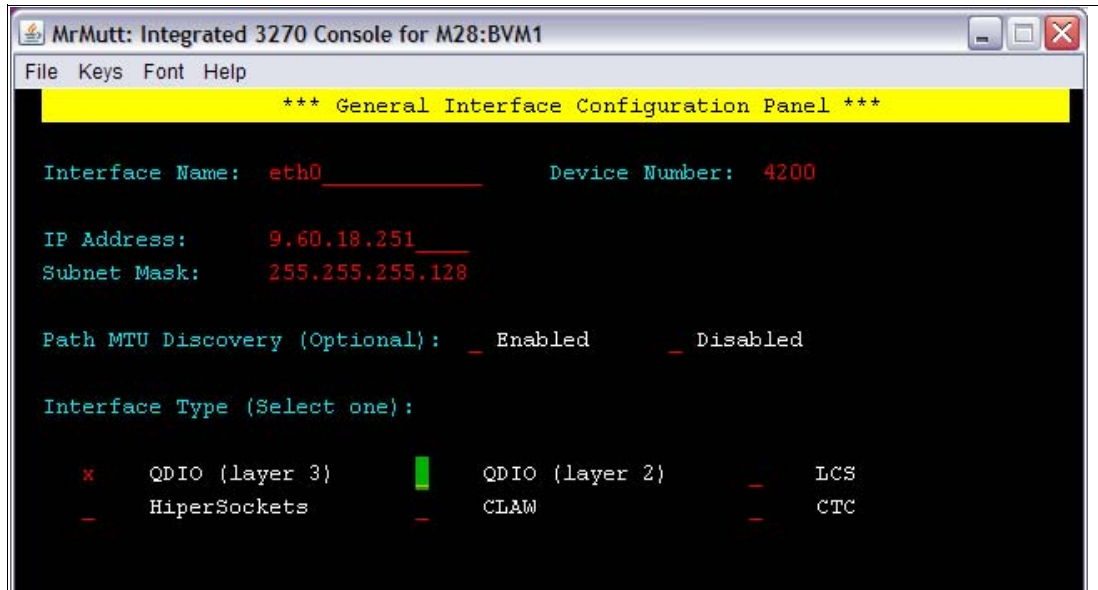 MrMutt: Integrated 3270 Console for M28:BVM1
File Keys Font Help
*** General Interface Configuration Panel ***
Interface Name: eth0____________ Device Number: 4200
IP Address: 9.60.18.251____
Subnet Mask: 255.255.255.128
Path MTU Discovery (Optional): _ Enabled _ Disabled
Interface Type (Select one):
x QDIO (layer 3) _ QDIO (layer 2) _ LCS
_ HiperSockets _ CLAW _ CTC